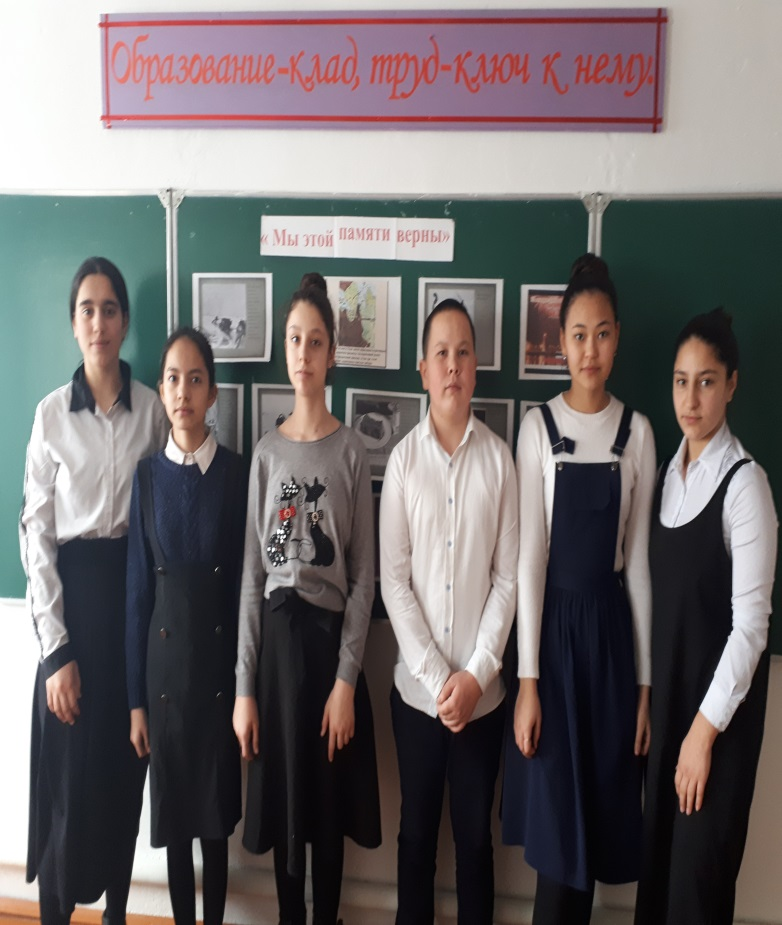 Образование-клад, труд-ключ к нему.
« Мы этой памяти верны»